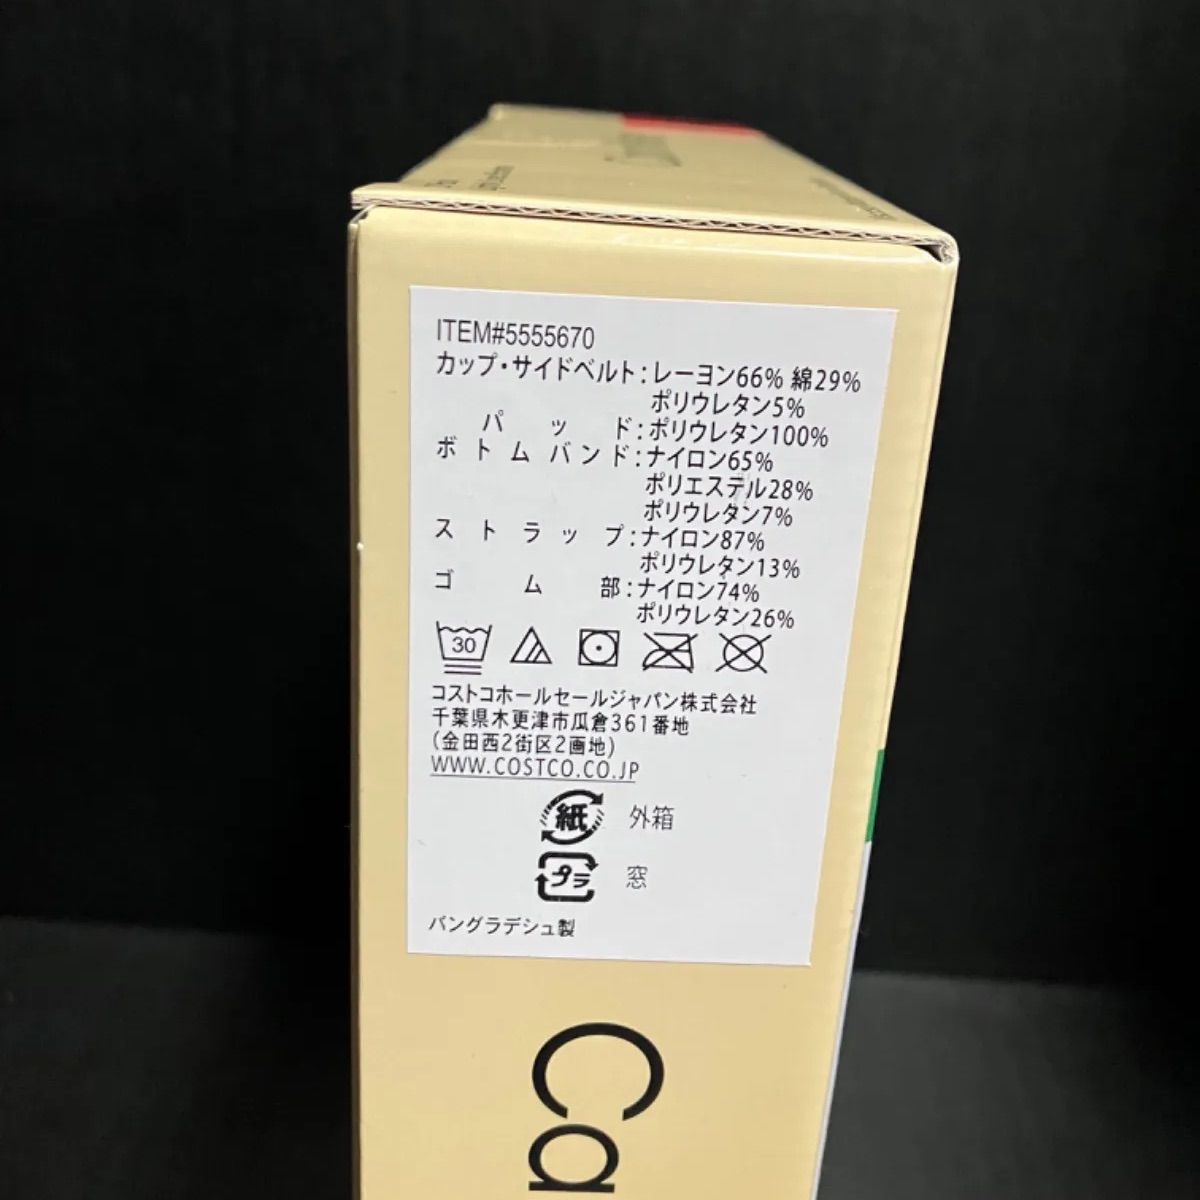 ITEM#5555670
カップ・サイドベルト:レーヨン66% 綿29%
ポリウレタン5%
パッド:ポリウレタン100%
ボトムバンド:ナイロン65%
ポリエステル28%
ポリウレタン7%
ストラップ:ナイロン87%
ポリウレタン13%
ゴム部:ナイロン74%
ポリウレタン26%
30
コストコホールセールジャパン株式会社
千葉県木更津市瓜倉361番地
(金田西2街区2画地)
WWW.COSTCO.CO.JP
紙 外箱
プラ 窓
バングラデシュ製
Ca